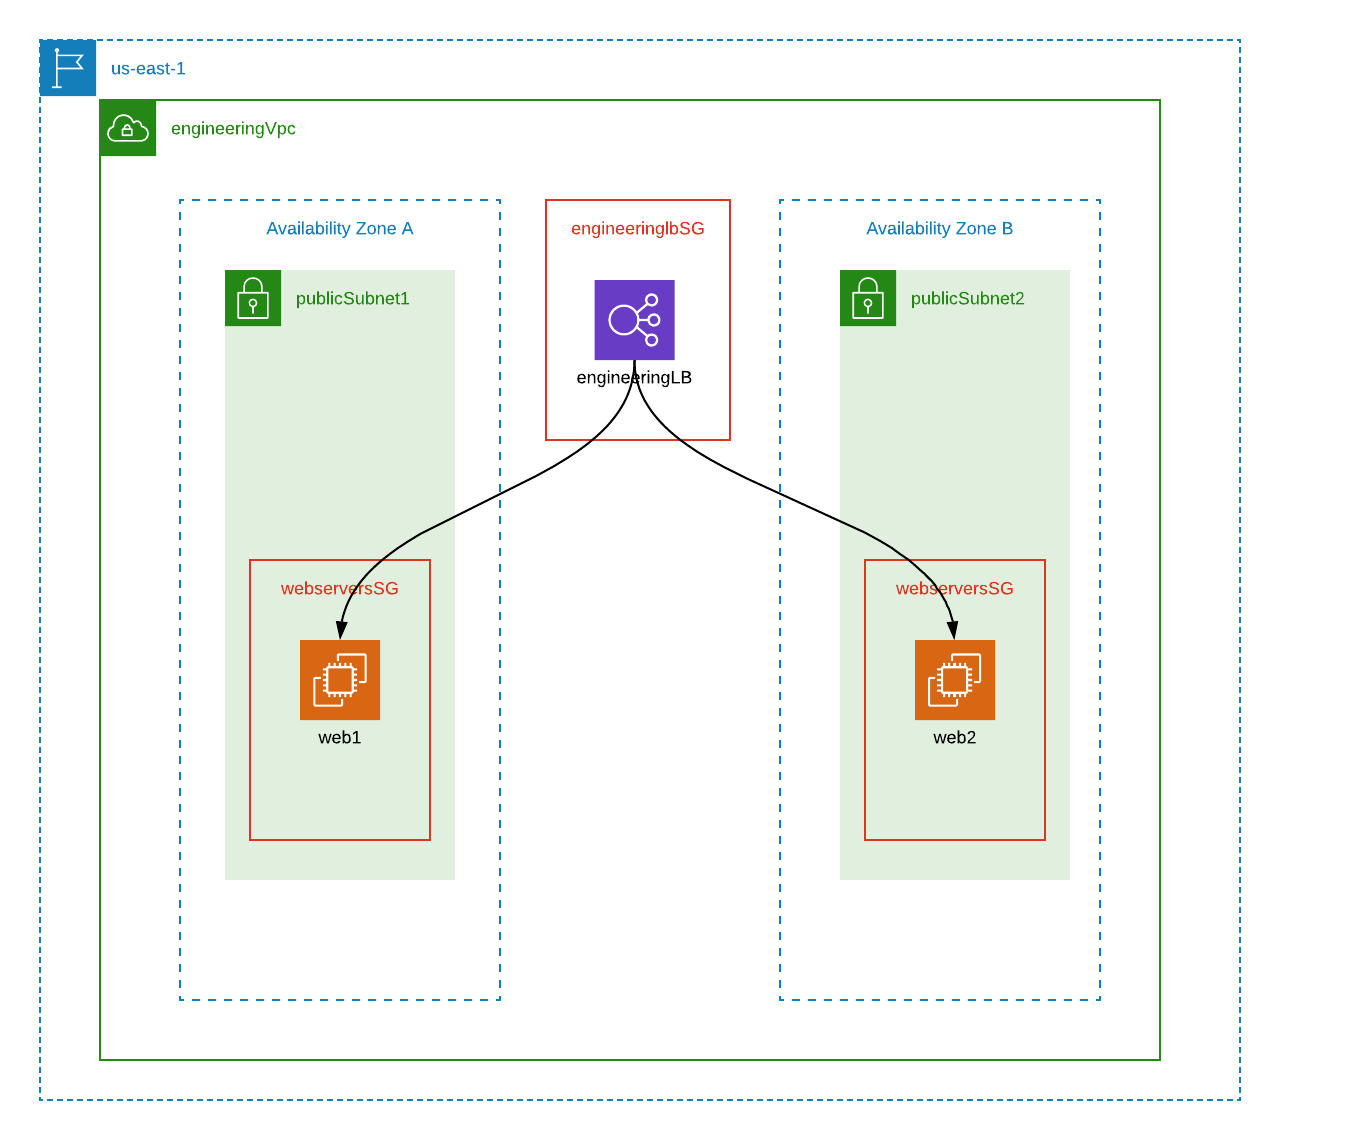 us-east-1
engineeringVpc
Availability Zone A
engineeringlbSG
Availability Zone B
publicSubnet1
publicSubnet2
engineeringLB
webserversSG
webserversSG
web1
web2